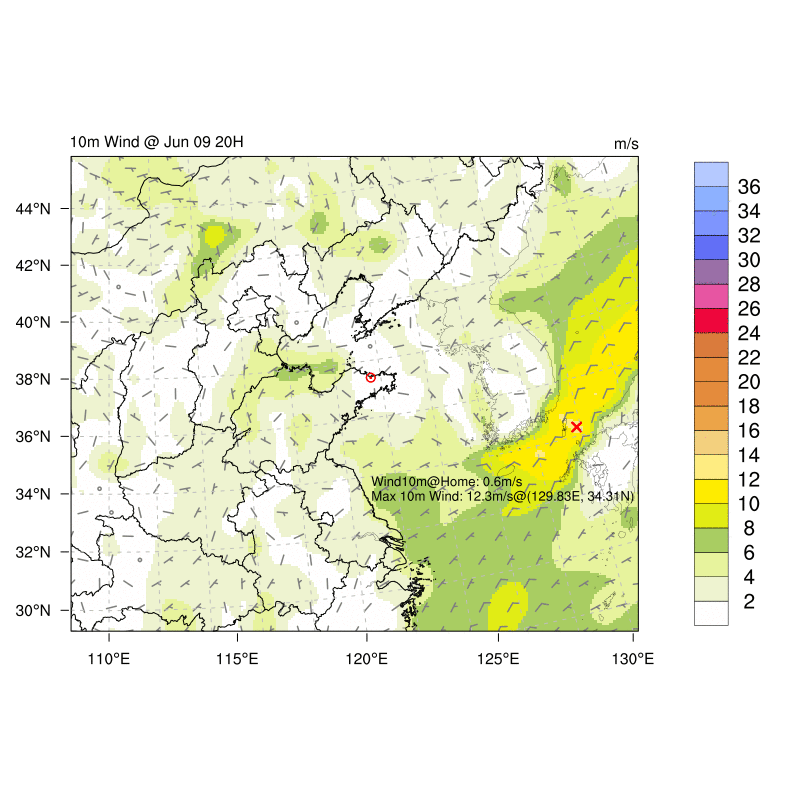 10m Wind @ Jun 09 20H
m/s
44°N
42°N
40°N
38°N
36°N
34°N
32°N
30°N
110°E
115°E
120°E
125°E
130°E
Wind10m@Home: 0.6m/s
Max 10m Wind: 12.3m/s@(129.83E, 34.31N)
36
34
32
30
28
26
24
22
20
18
16
14
12
10
8
6
4
2